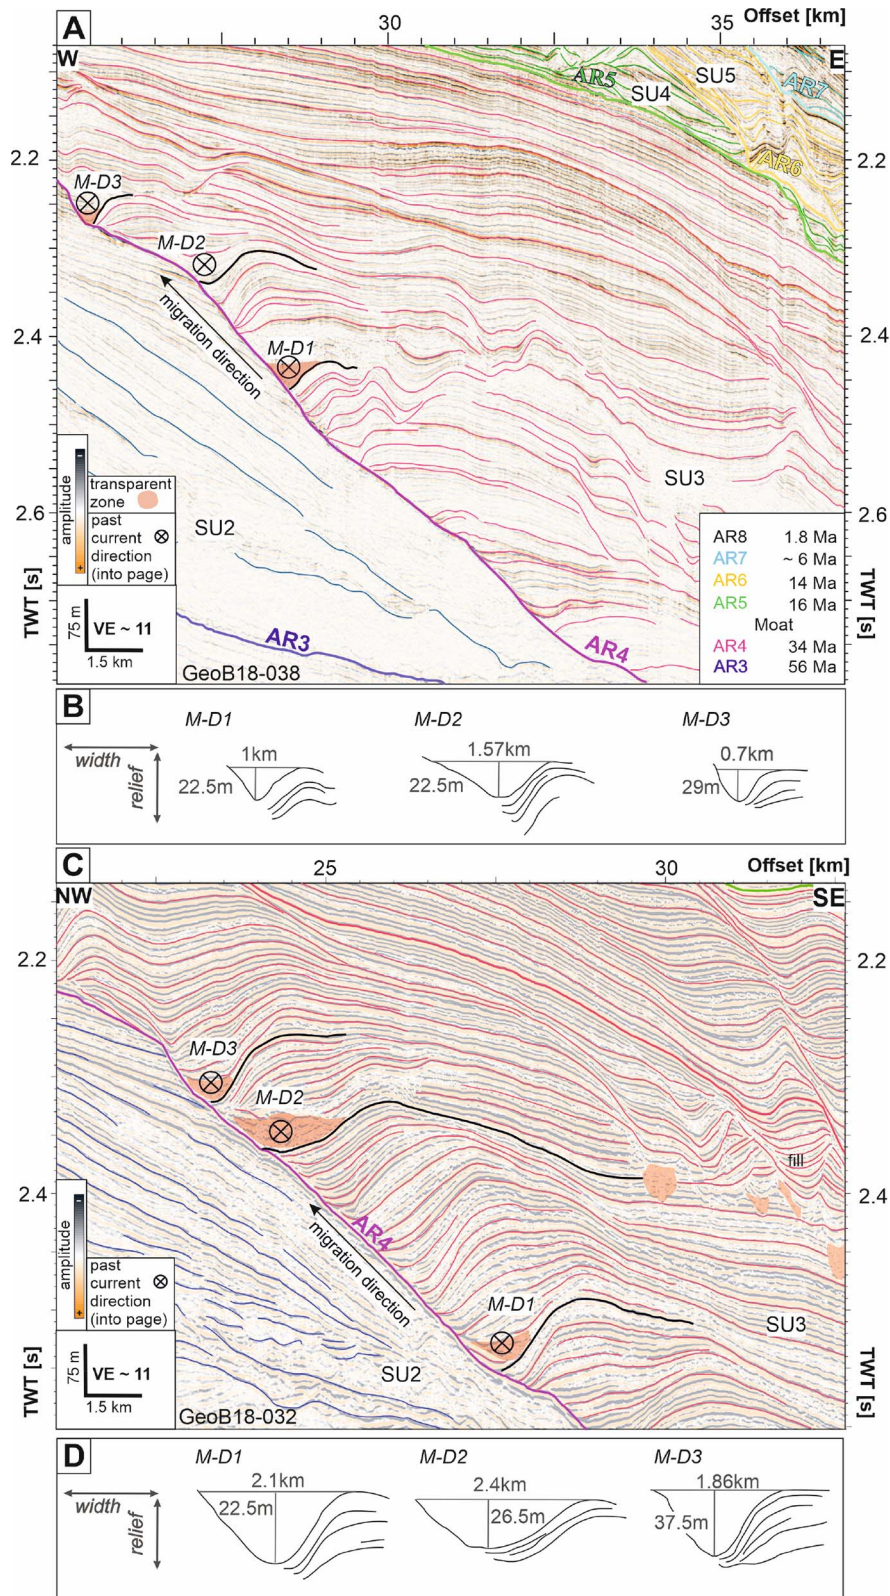 A
Offset [km]
30
35
W
E
AR5
SU5
SU4
AR7
AR6
2.2
2.2
M-D3
M-D2
migration direction
2.4
2.4
M-D1
amplitude
-
+
transparent
zone
past
current
direction
(into page)
SU2
SU3
2.6
2.6
AR8 1.8 Ma
AR7 ~ 6 Ma
AR6 14 Ma
AR5 16 Ma
Moat
AR4 34 Ma
AR3 56 Ma
TWT [s]
TWT [s]
75 m
VE ~ 11
1.5 km
AR3
AR4
GeoB18-038
B
M-D1
M-D2
M-D3
width
relief
1km
22.5m
1.57km
22.5m
0.7km
29m
C
Offset [km]
25
30
NW
SE
2.2
2.2
M-D3
M-D2
fill
2.4
2.4
AR4
migration direction
amplitude
-
+
past
current
direction
(into page)
M-D1
SU3
SU2
TWT [s]
TWT [s]
75 m
VE ~ 11
1.5 km
GeoB18-032
D
M-D1
M-D2
M-D3
width
relief
2.1km
22.5m
2.4km
26.5m
1.86km
37.5m